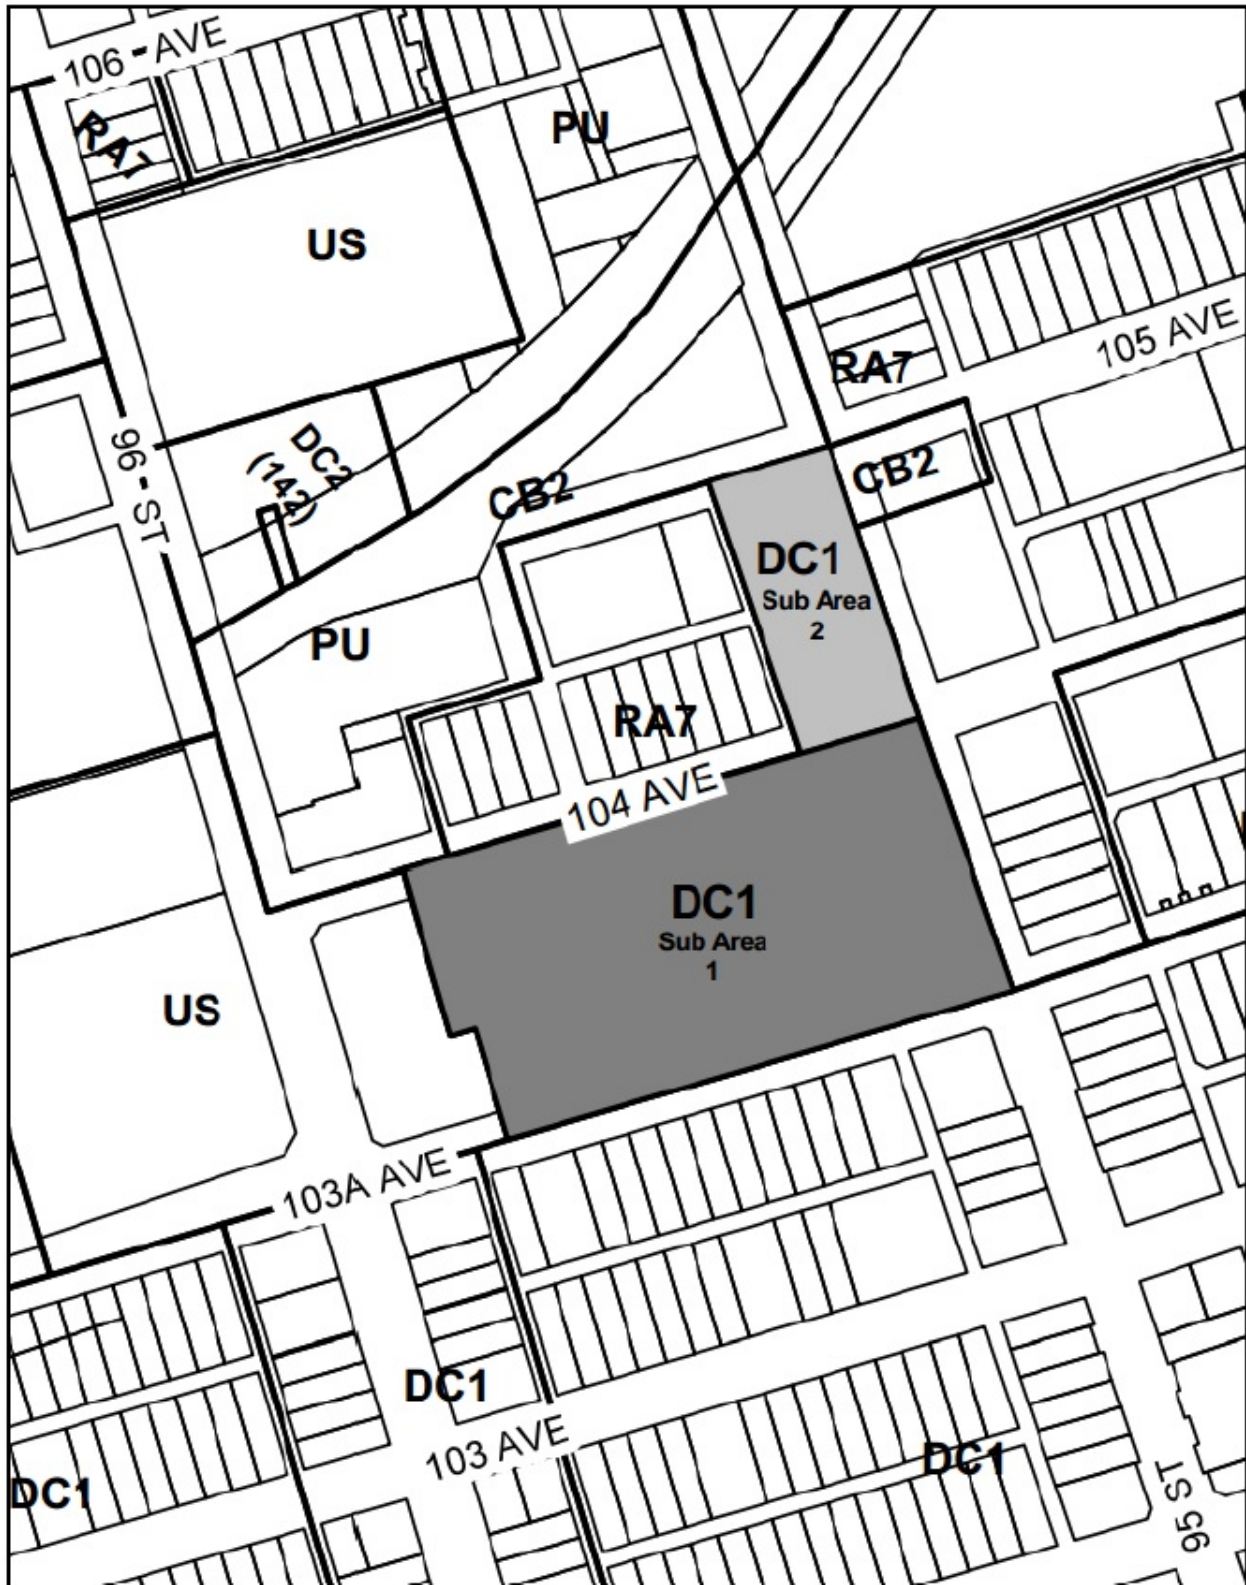 106 - AVE
RA7
PU
US
105 AVE
RA7
96 - ST
DC2
(142)
CB2
CB2
DC1
Sub Area
2
PU
RA7
104 AVE
DC1
Sub Area
1
US
103A AVE
DC1
103 AVE
DC1
DC1
95 ST